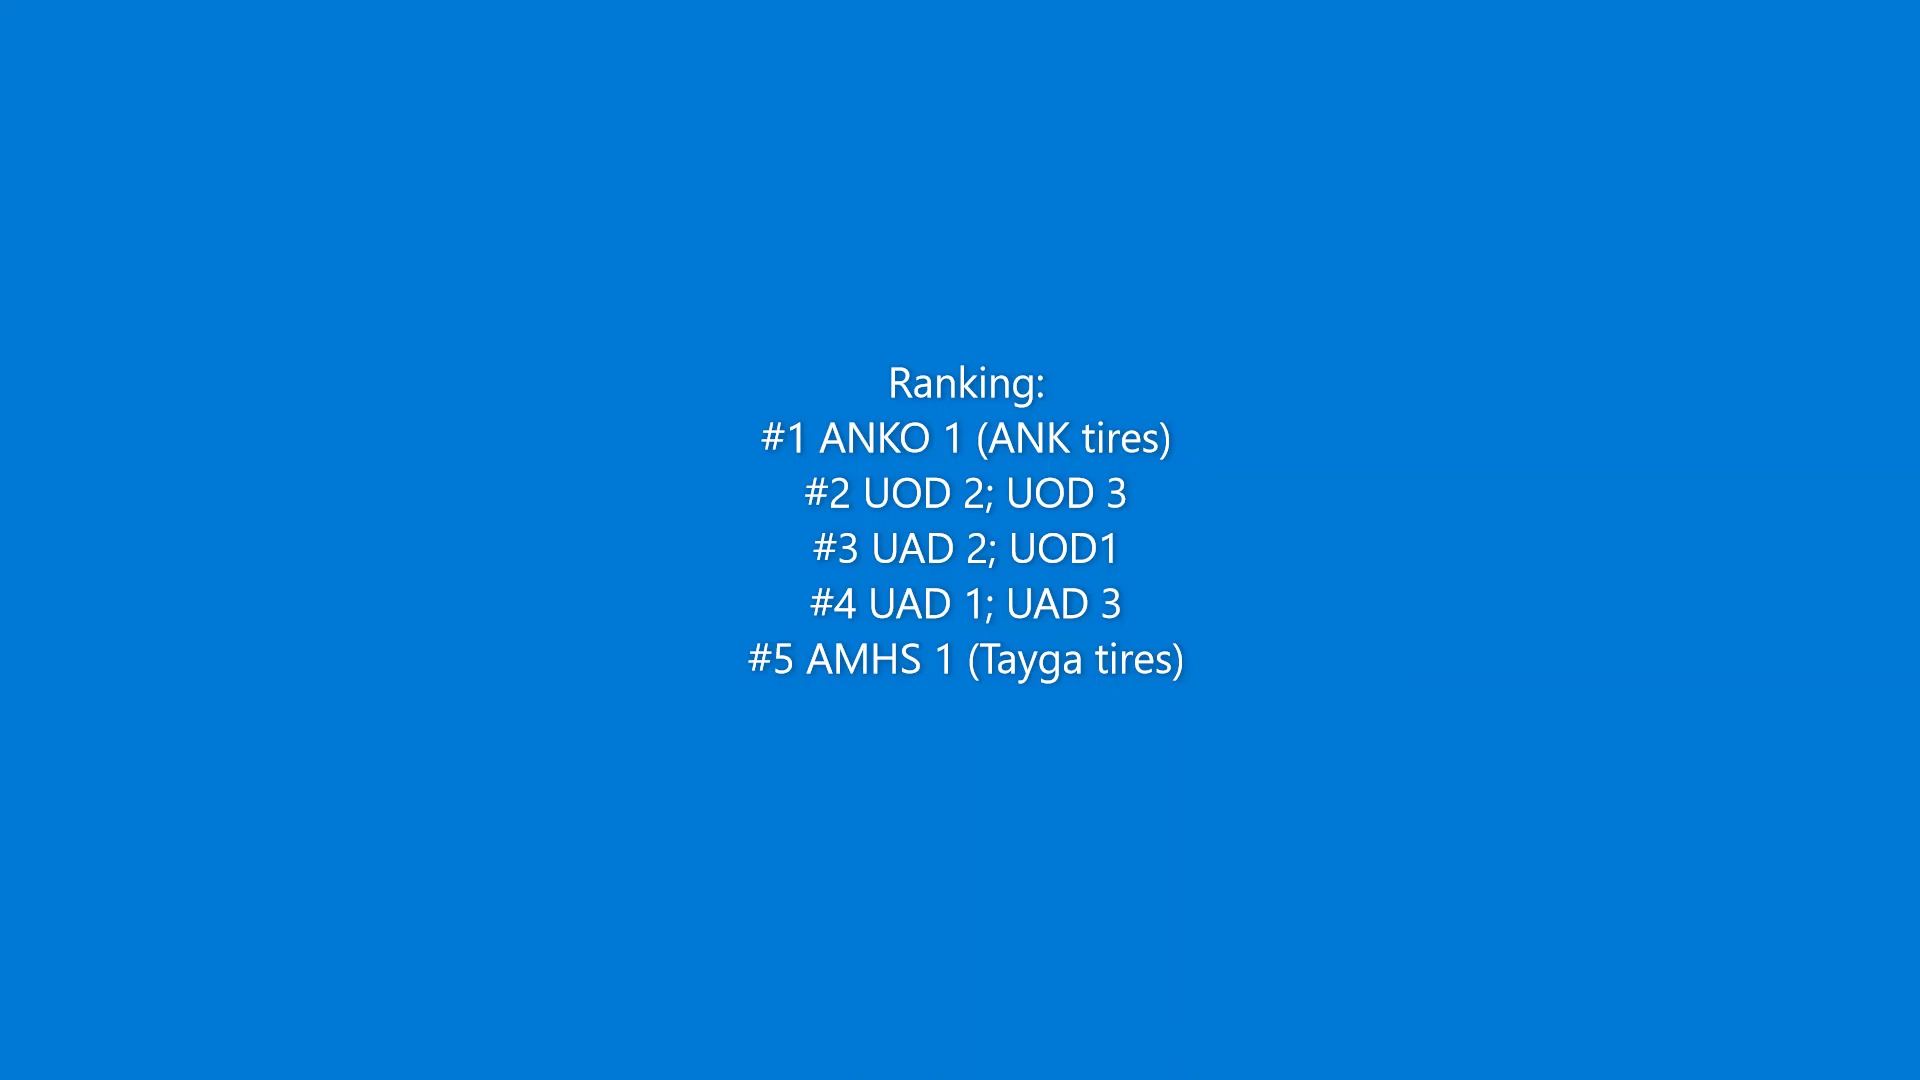 Ranking:
#1 ANKO 1 (ANK tires)
#2 UOD 2; UOD 3
#3 UAD 2; UOD1
#4 UAD 1; UAD 3
#5 AMHS 1 (Tayga tires)